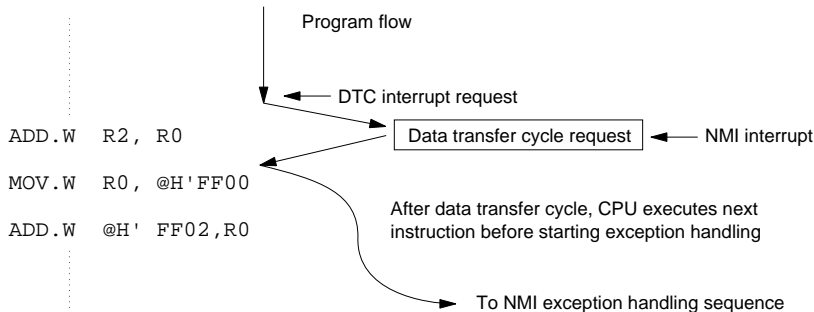 Program flow
DTC interrupt request
ADD.W R2, R0
Data transfer cycle request
NMI interrupt
MOV.W R0, @H'FF00
After data transfer cycle, CPU executes next
instruction before starting exception handling
ADD.W @H' FF02,R0
To NMI exception handling sequence